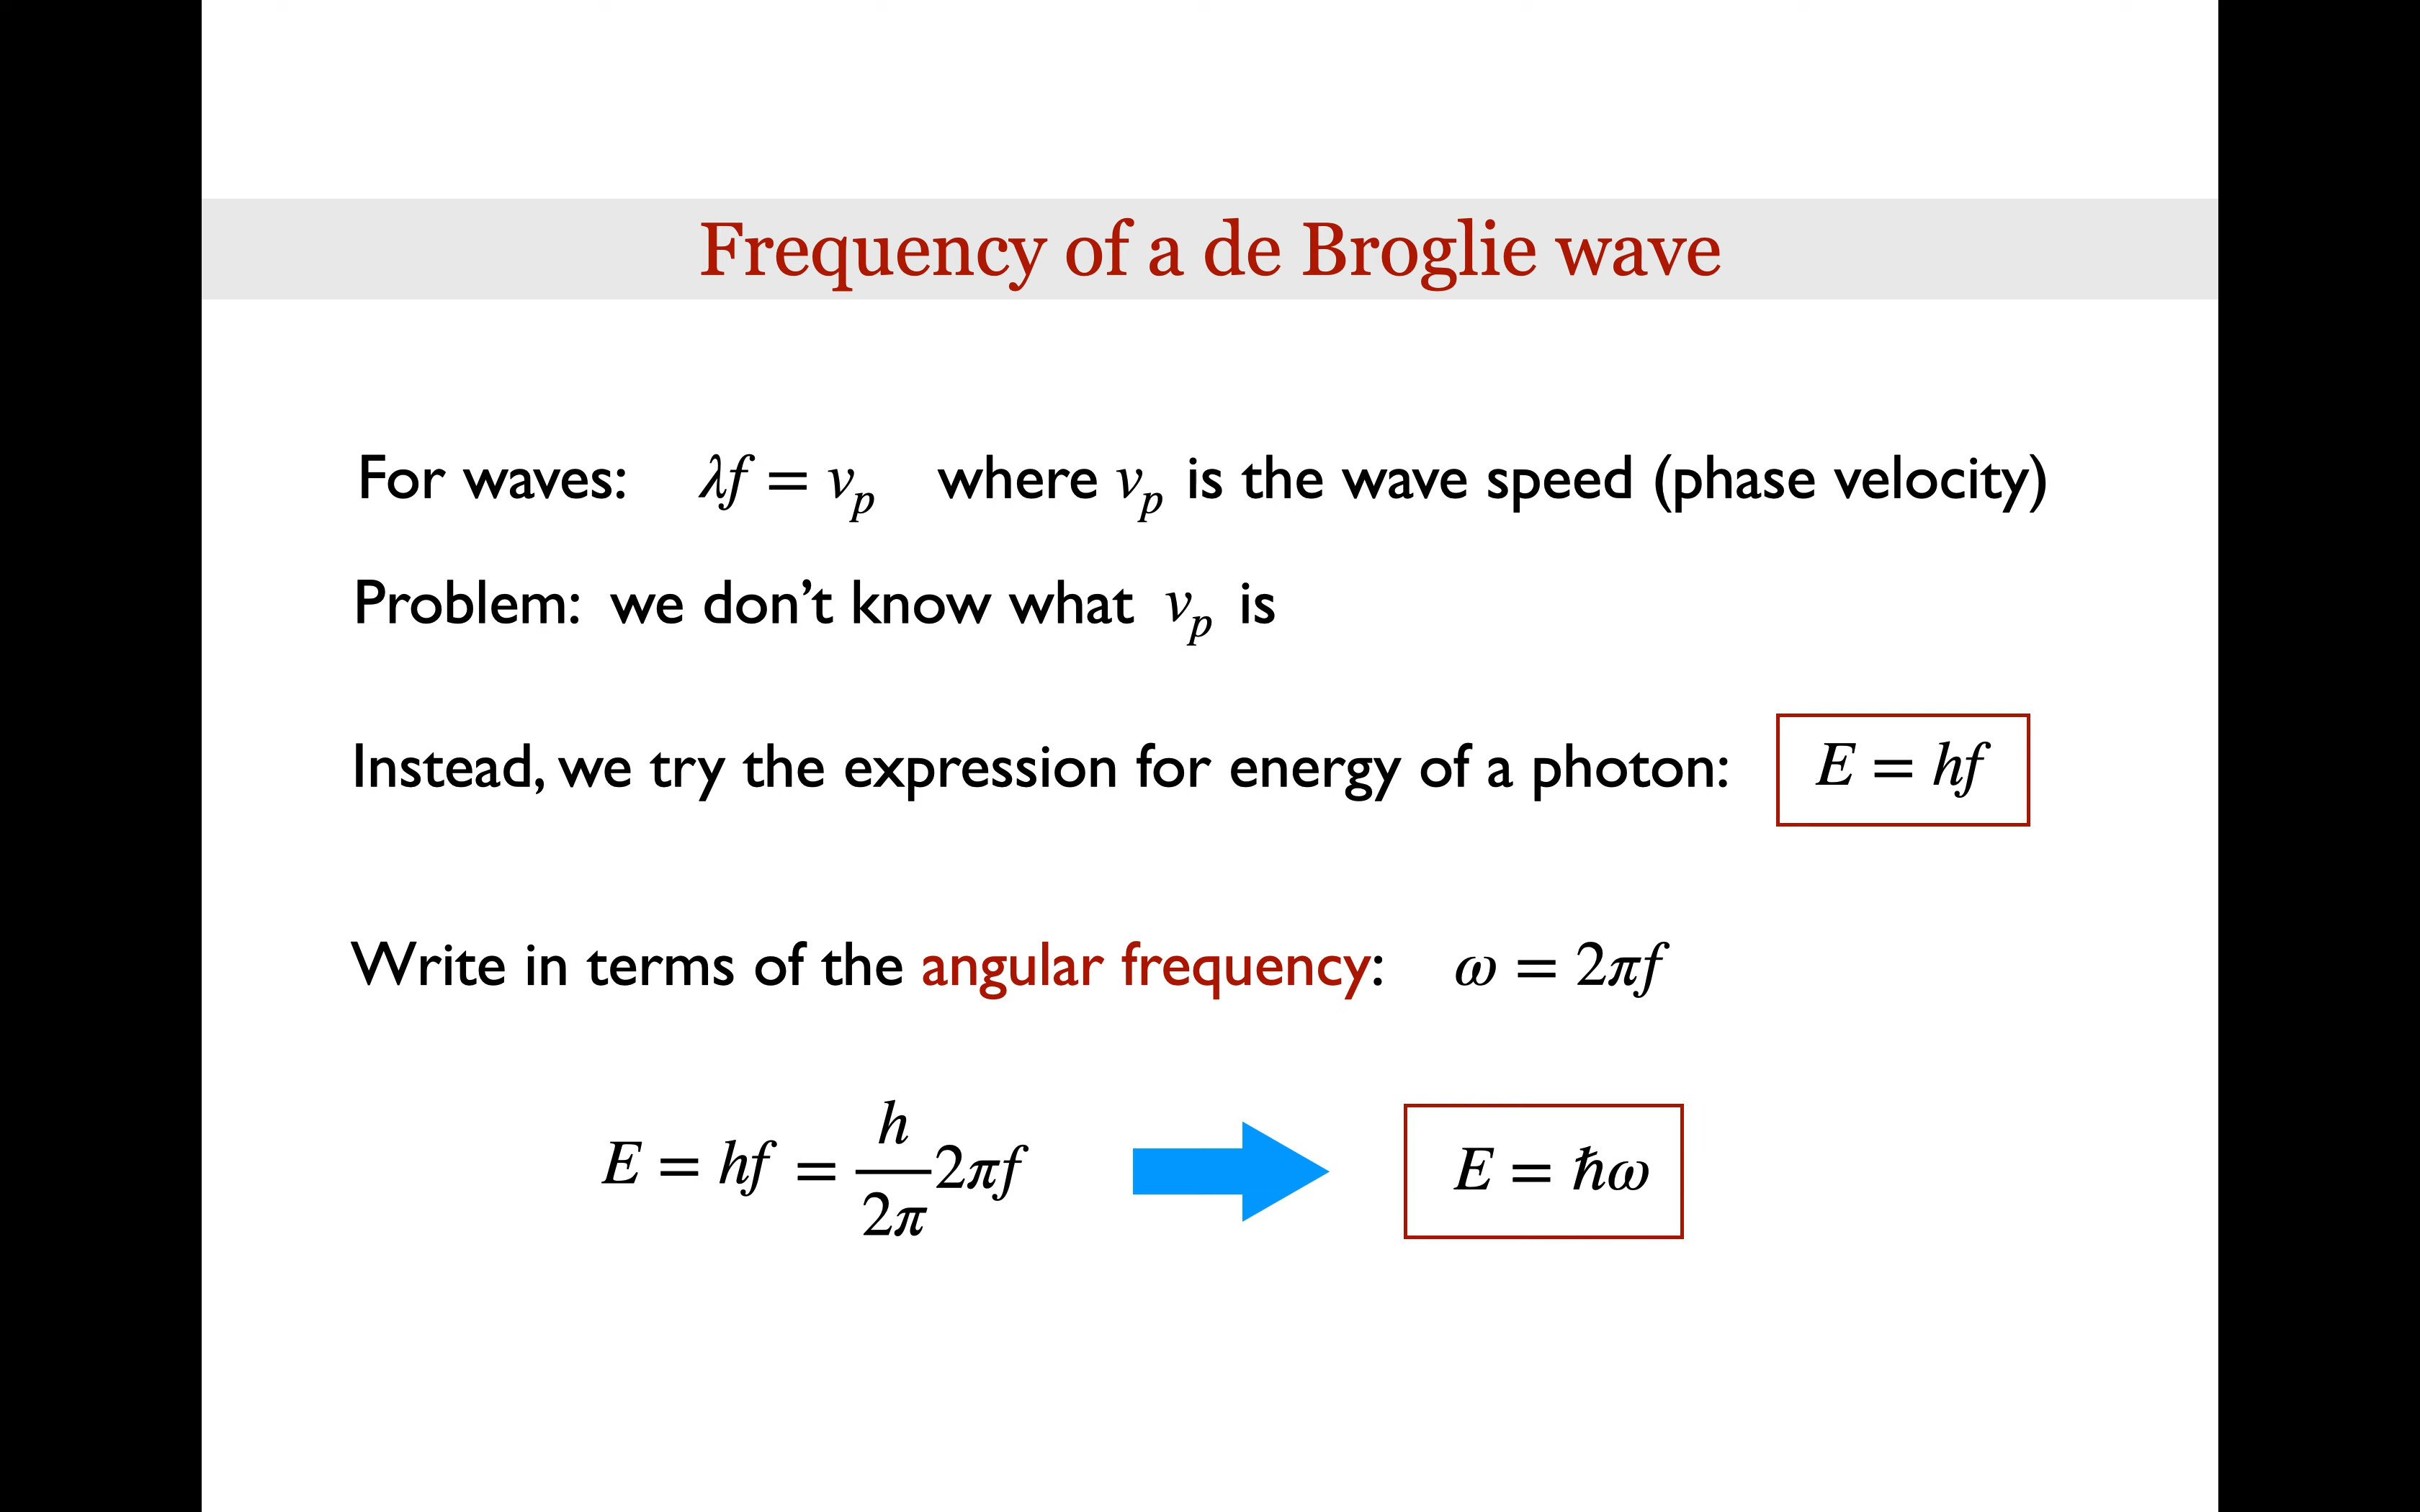 Frequency of a de Broglie wave
For waves: λf = v_p where v_p is the wave speed (phase velocity)
Problem: we don’t know what v_p is
Instead, we try the expression for energy of a photon: E = hf
Write in terms of the angular frequency: ω = 2πf
E = hf = \frac{h}{2π}2πf E = ħω